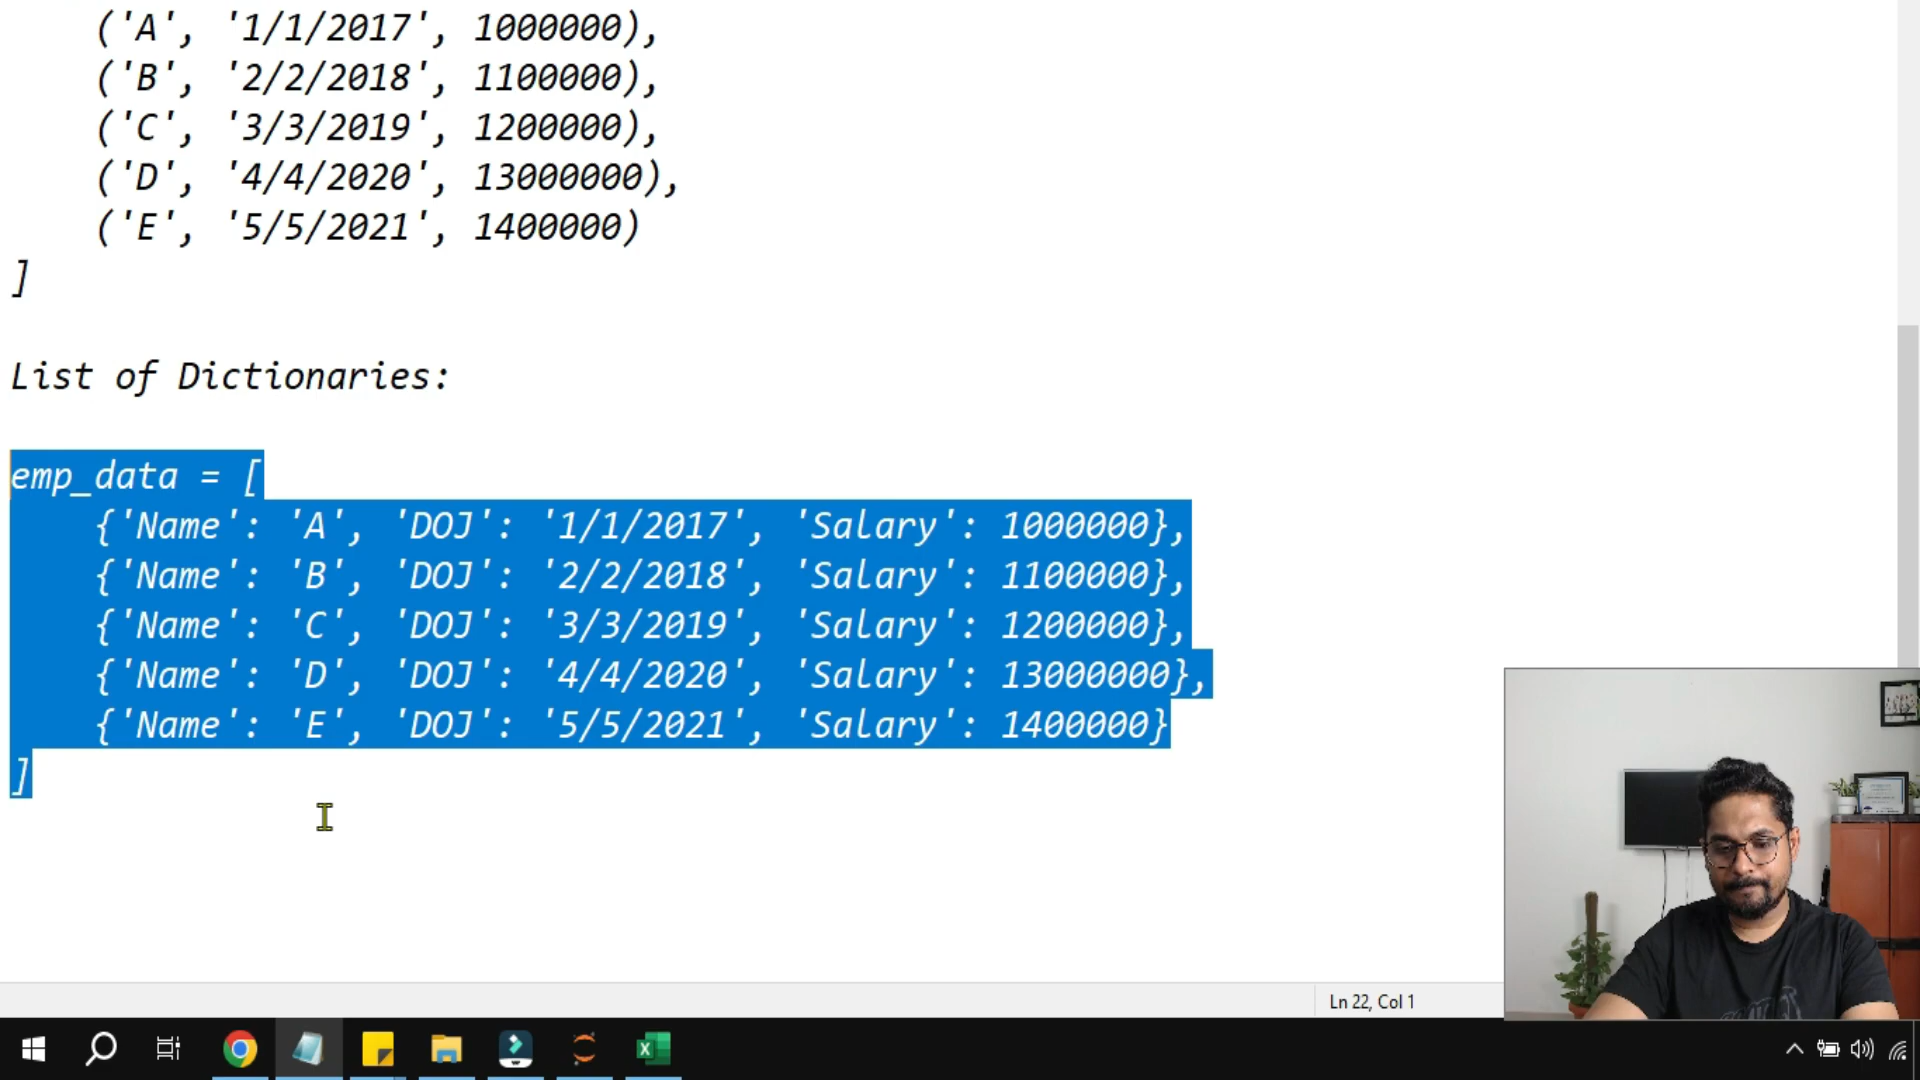 ('A', '1/1/2017', 1000000),
('B', '2/2/2018', 1100000),
('C', '3/3/2019', 1200000),
('D', '4/4/2020', 13000000),
('E', '5/5/2021', 1400000)
]
List of Dictionaries:
emp_data = [
{'Name': 'A', 'DOJ': '1/1/2017', 'Salary': 1000000},
{'Name': 'B', 'DOJ': '2/2/2018', 'Salary': 1100000},
{'Name': 'C', 'DOJ': '3/3/2019', 'Salary': 1200000},
{'Name': 'D', 'DOJ': '4/4/2020', 'Salary': 13000000},
{'Name': 'E', 'DOJ': '5/5/2021', 'Salary': 1400000}
]
Ln 22, Col 1